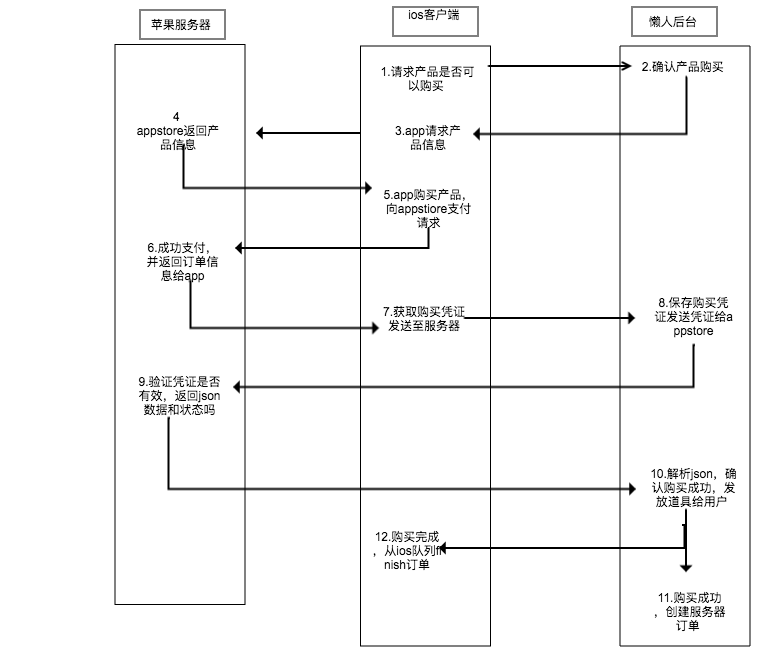 苹果服务器
ios客户端
懒人后台
1.请求产品是否可
以购买
2.确认产品购买
3.app请求产
品信息
4
appstore返回产
品信息
5.app购买产品，
向appstiore支付
请求
6.成功支付，
并返回订单信
息给app
7.获取购买凭证
发送至服务器
8.保存购买凭
证发送凭证给a
ppstore
9.验证凭证是否
有效，返回json
数据和状态吗
10.解析json，确
认购买成功，发
放道具给用户
12.购买完成
，从ios队列fi
nish订单
11.购买成功
，创建服务器
订单